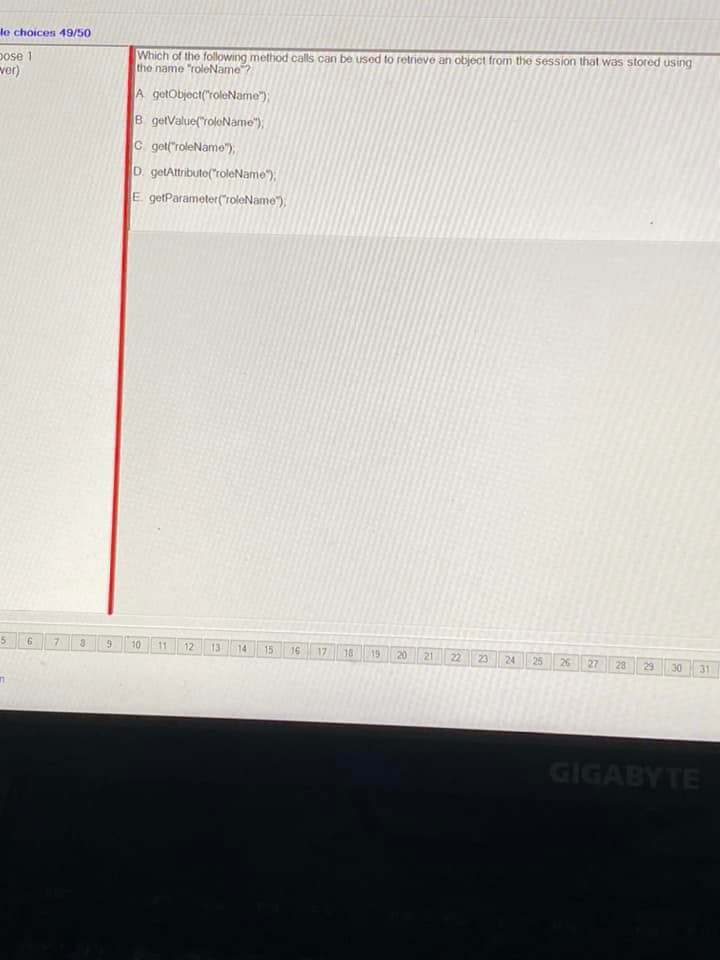 le choices 49/50
oose 1
wer)
Which of the following method calls can be used to retrieve an object from the session that was stored using
the name "roleName"?
A. getObject("roleName");
B. getValue("roleName");
C. get("roleName");
D. getAttribute("roleName");
E. getParameter("roleName");
5 6 7 8 9 10 11 12 13 14 15 16 17 18 19 20 21 22 23 24 25 26 27 28 29 30 31
n
GIGABYTE